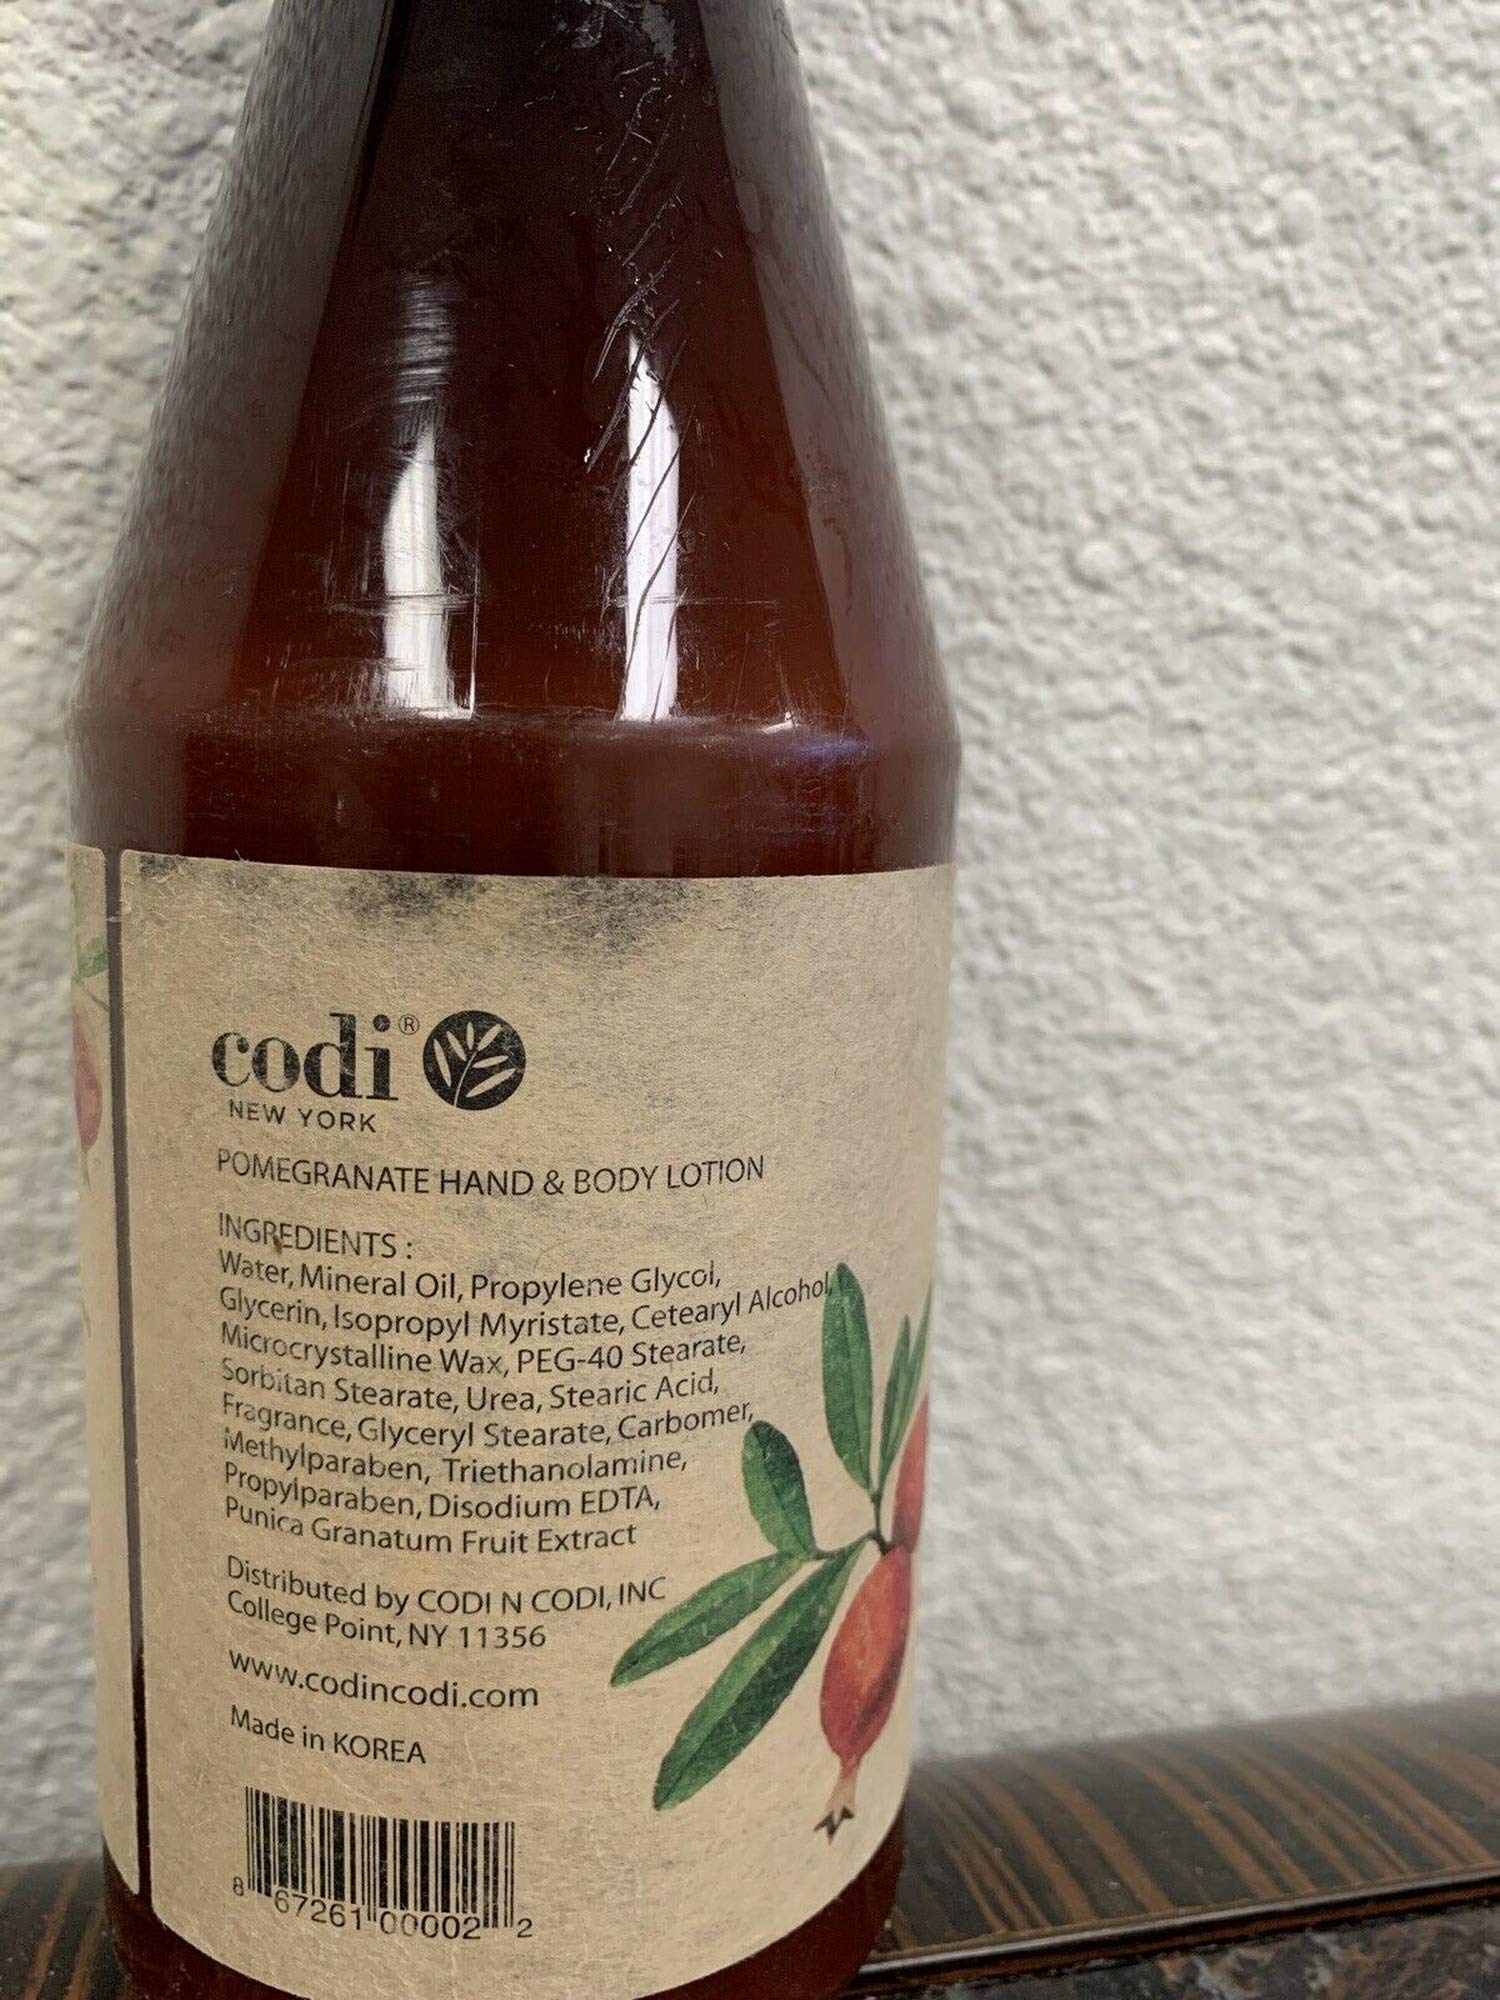 codi®
NEW YORK
POMEGRANATE HAND & BODY LOTION
INGREDIENTS :
Water, Mineral Oil, Propylene Glycol,
Glycerin, Isopropyl Myristate, Cetearyl Alcohol,
Microcrystalline Wax, PEG-40 Stearate,
Sorbitan Stearate, Urea, Stearic Acid,
Fragrance, Glyceryl Stearate, Carbomer,
Methylparaben, Triethanolamine,
Propylparaben, Disodium EDTA,
Punica Granatum Fruit Extract
Distributed by CODI N CODI, INC
College Point, NY 11356
www.codincodi.com
Made in KOREA
8 67261 00002 2